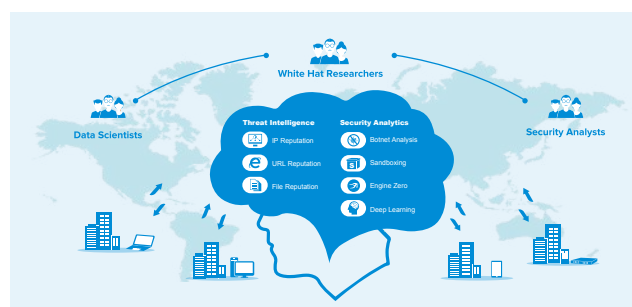 White Hat Researchers
Data Scientists
Security Analysts
Threat Intelligence
IP Reputation
URL Reputation
File Reputation
Security Analytics
Botnet Analysis
Sandboxing
Engine Zero
Deep Learning